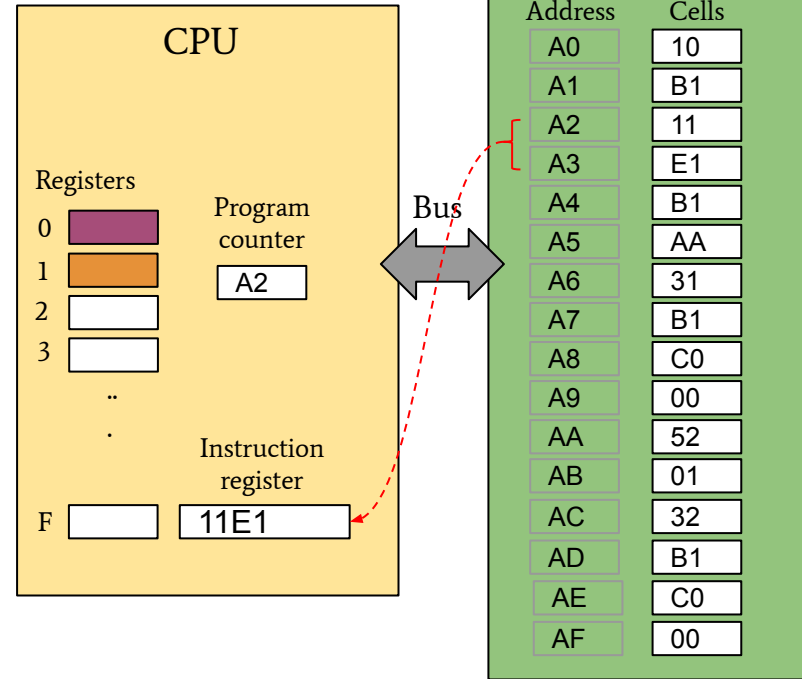 CPU
Registers
0
1
2
3
..
.
F
Program
counter
A2
Instruction
register
11E1
Bus
Address Cells
A0 10
A1 B1
A2 11
A3 E1
A4 B1
A5 AA
A6 31
A7 B1
A8 C0
A9 00
AA 52
AB 01
AC 32
AD B1
AE C0
AF 00